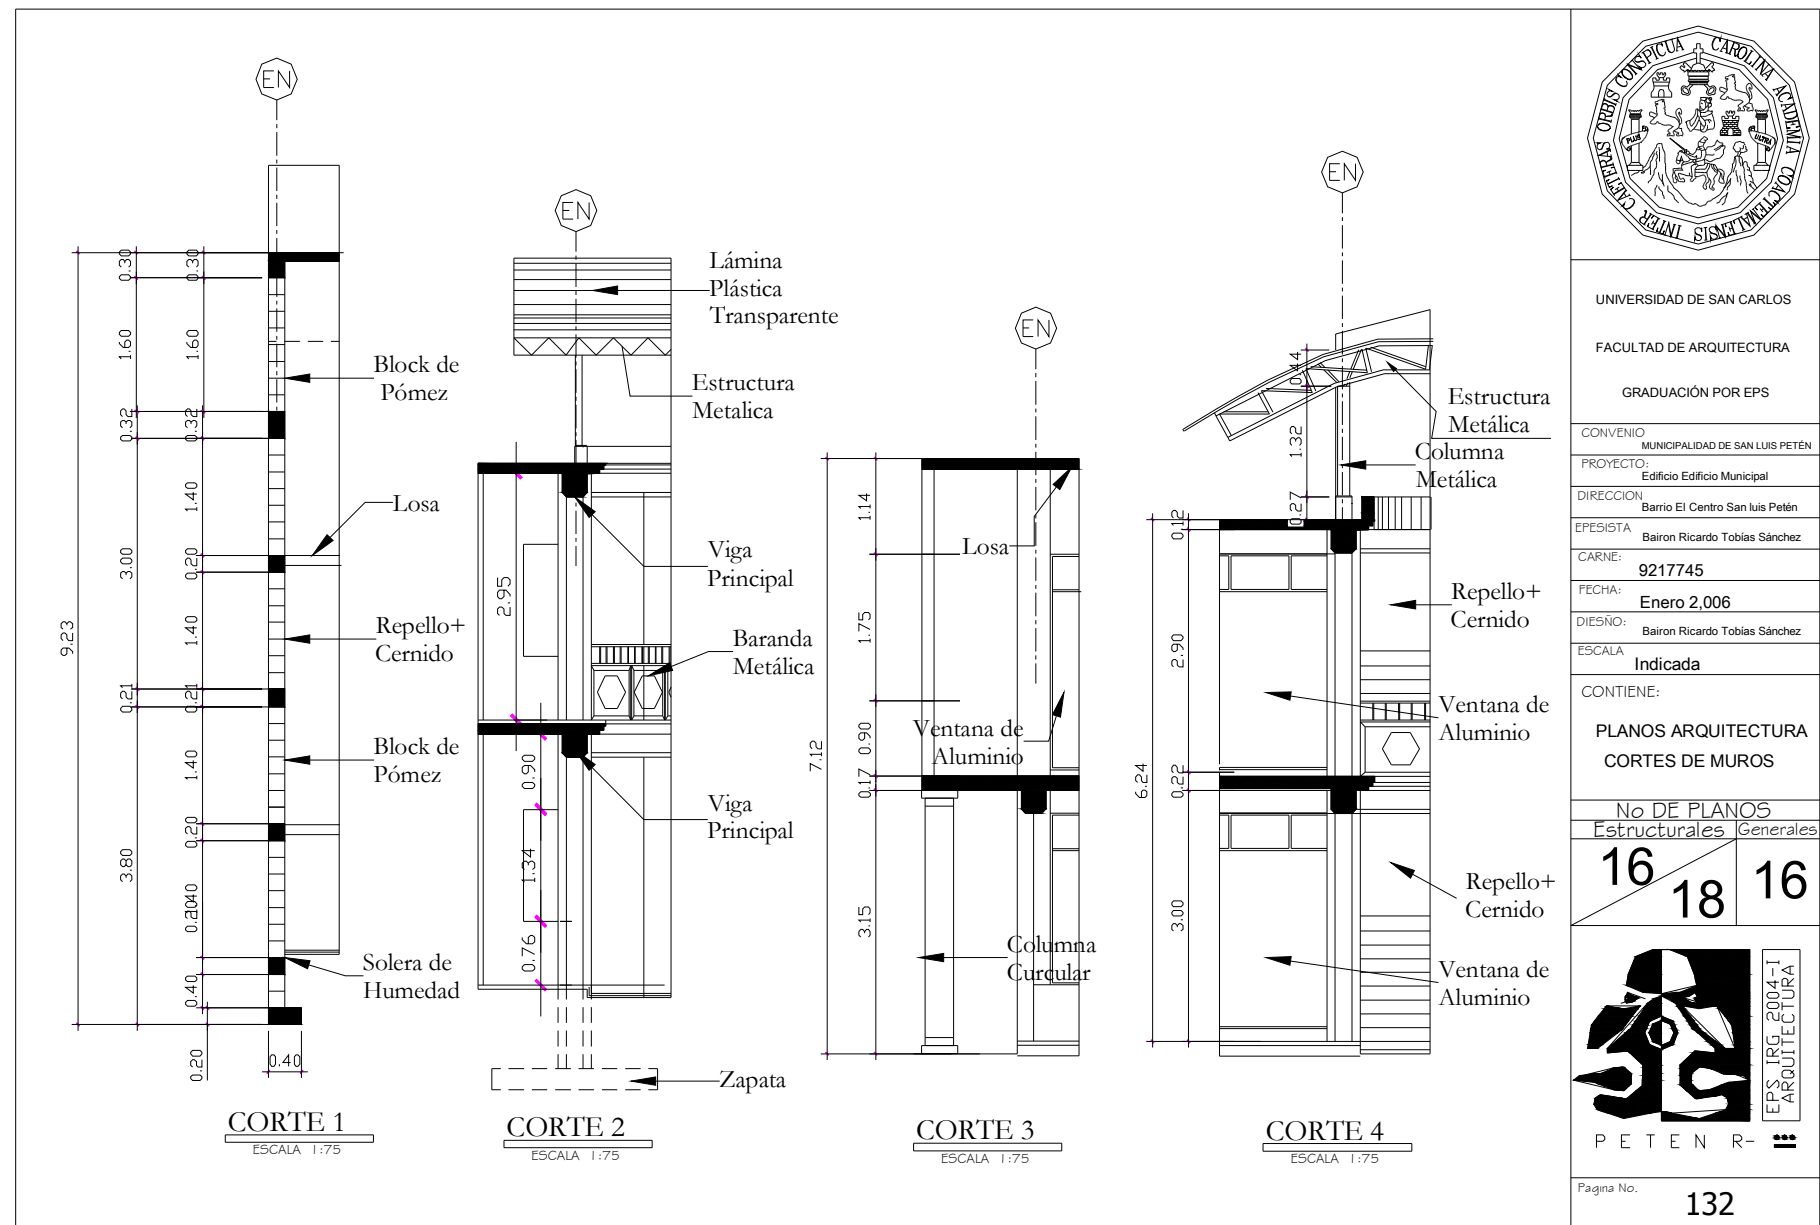 EN
0.30
0.30
1.60
1.60
0.32
0.32
1.40
0.20
3.00
1.40
9.23
0.21
0.21
1.40
0.20
3.80
0.40
0.20
0.40
Block de
Pómez
Losa
Repello+
Cernido
Block de
Pómez
Solera de
Humedad
CORTE 1
ESCALA 1:75
EN
Lámina
Plástica
Transparente
Estructura
Metalica
2.95
Viga
Principal
Baranda
Metálica
0.90
1.34
0.76
Viga
Principal
Zapata
CORTE 2
ESCALA 1:75
EN
1.14
Losa
1.75
7.12
0.90
0.17
3.15
Ventana de
Aluminio
Columna
Curcular
CORTE 3
ESCALA 1:75
EN
0.44
1.32
0.27
0.12
2.90
6.24
0.22
3.00
Estructura
Metálica
Columna
Metálica
Repello+
Cernido
Ventana de
Aluminio
Repello+
Cernido
Ventana de
Aluminio
CORTE 4
ESCALA 1:75
CAETERAS ORBIS CONSPICUA CAROLINA ACADEMIA COACTEMALENSIS INTER
PLUS
ULTRA
UNIVERSIDAD DE SAN CARLOS
FACULTAD DE ARQUITECTURA
GRADUACIÓN POR EPS
CONVENIO
MUNICIPALIDAD DE SAN LUIS PETÉN
PROYECTO:
Edificio Edificio Municipal
DIRECCION
Barrio El Centro San luis Petén
EPESISTA
Bairon Ricardo Tobías Sánchez
CARNE:
9217745
FECHA:
Enero 2,006
DIESÑO:
Bairon Ricardo Tobías Sánchez
ESCALA
Indicada
CONTIENE:
PLANOS ARQUITECTURA
CORTES DE MUROS
No DE PLANOS
Estructurales Generales
16
18
16
EPS IRG 2004-I
ARQUITECTURA
PETEN R-
Pagina No.
132